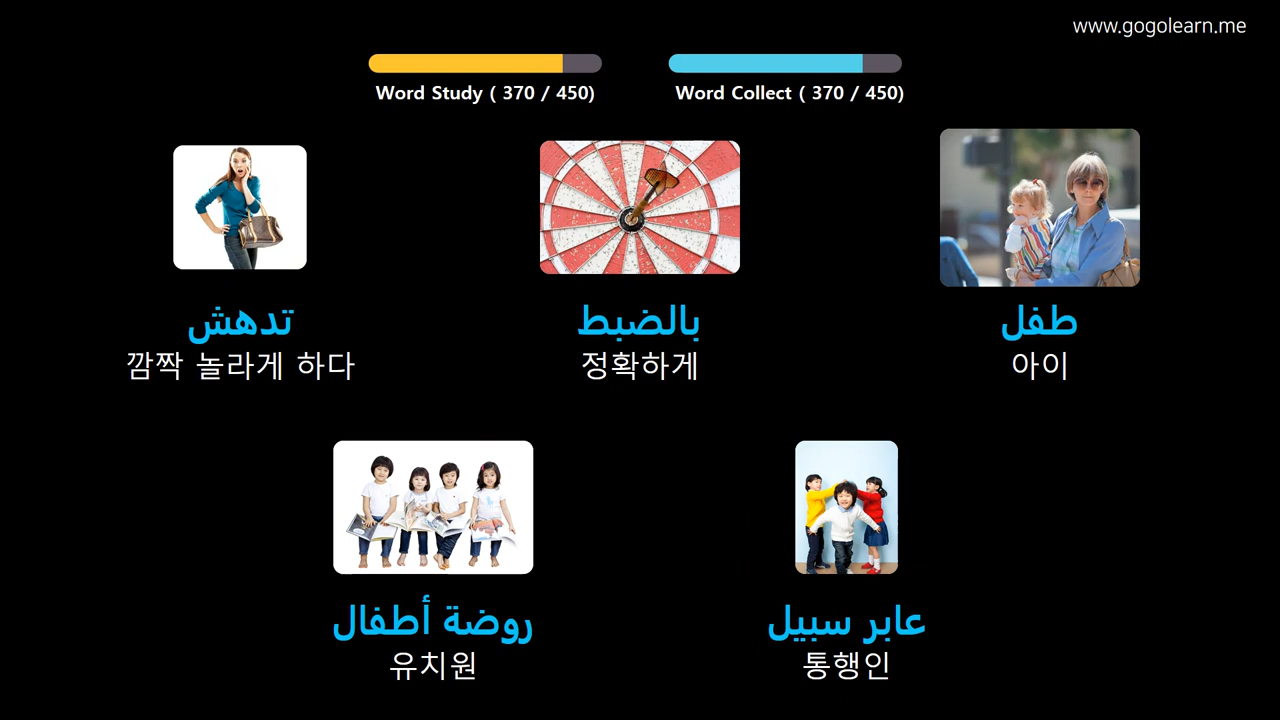 www.gogolearn.me
Word Study ( 370 / 450)
Word Collect ( 370 / 450)
تدهش
깜짝 놀라게 하다
بالضبط
정확하게
طفل
아이
روضة أطفال
유치원
عابر سبيل
통행인